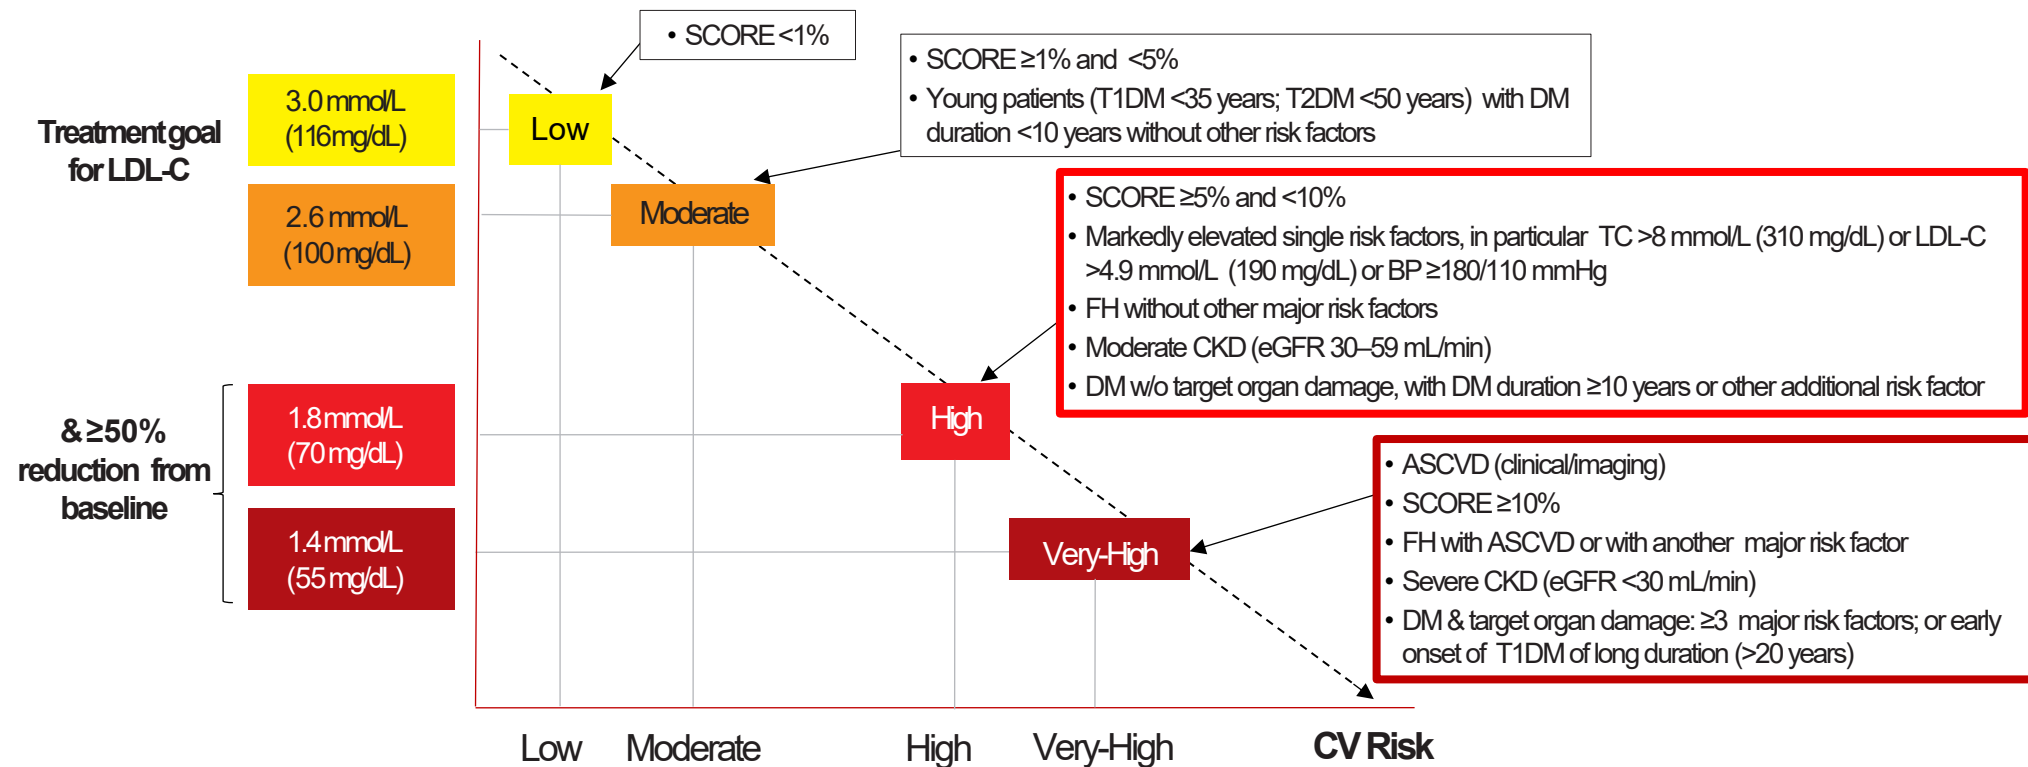 Treatment goal
for LDL-C
3.0 mmol/L
(116mg/dL)
2.6 mmol/L
(100 mg/dL)
& ≥50%
reduction from
baseline
1.8 mmol/L
(70 mg/dL)
1.4 mmol/L
(55 mg/dL)
Low
Moderate
High
Very-High
• SCORE <1%
• SCORE ≥1% and <5%
• Young patients (T1DM <35 years; T2DM <50 years) with DM
duration <10 years without other risk factors
• SCORE ≥5% and <10%
• Markedly elevated single risk factors, in particular TC >8 mmol/L (310 mg/dL) or LDL-C
>4.9 mmol/L (190 mg/dL) or BP ≥180/110 mmHg
• FH without other major risk factors
• Moderate CKD (eGFR 30–59 mL/min)
• DM w/o target organ damage, with DM duration ≥10 years or other additional risk factor
• ASCVD (clinical/imaging)
• SCORE ≥10%
• FH with ASCVD or with another major risk factor
• Severe CKD (eGFR <30 mL/min)
• DM & target organ damage: ≥3 major risk factors; or early
onset of T1DM of long duration (>20 years)
Low Moderate High Very-High CV Risk